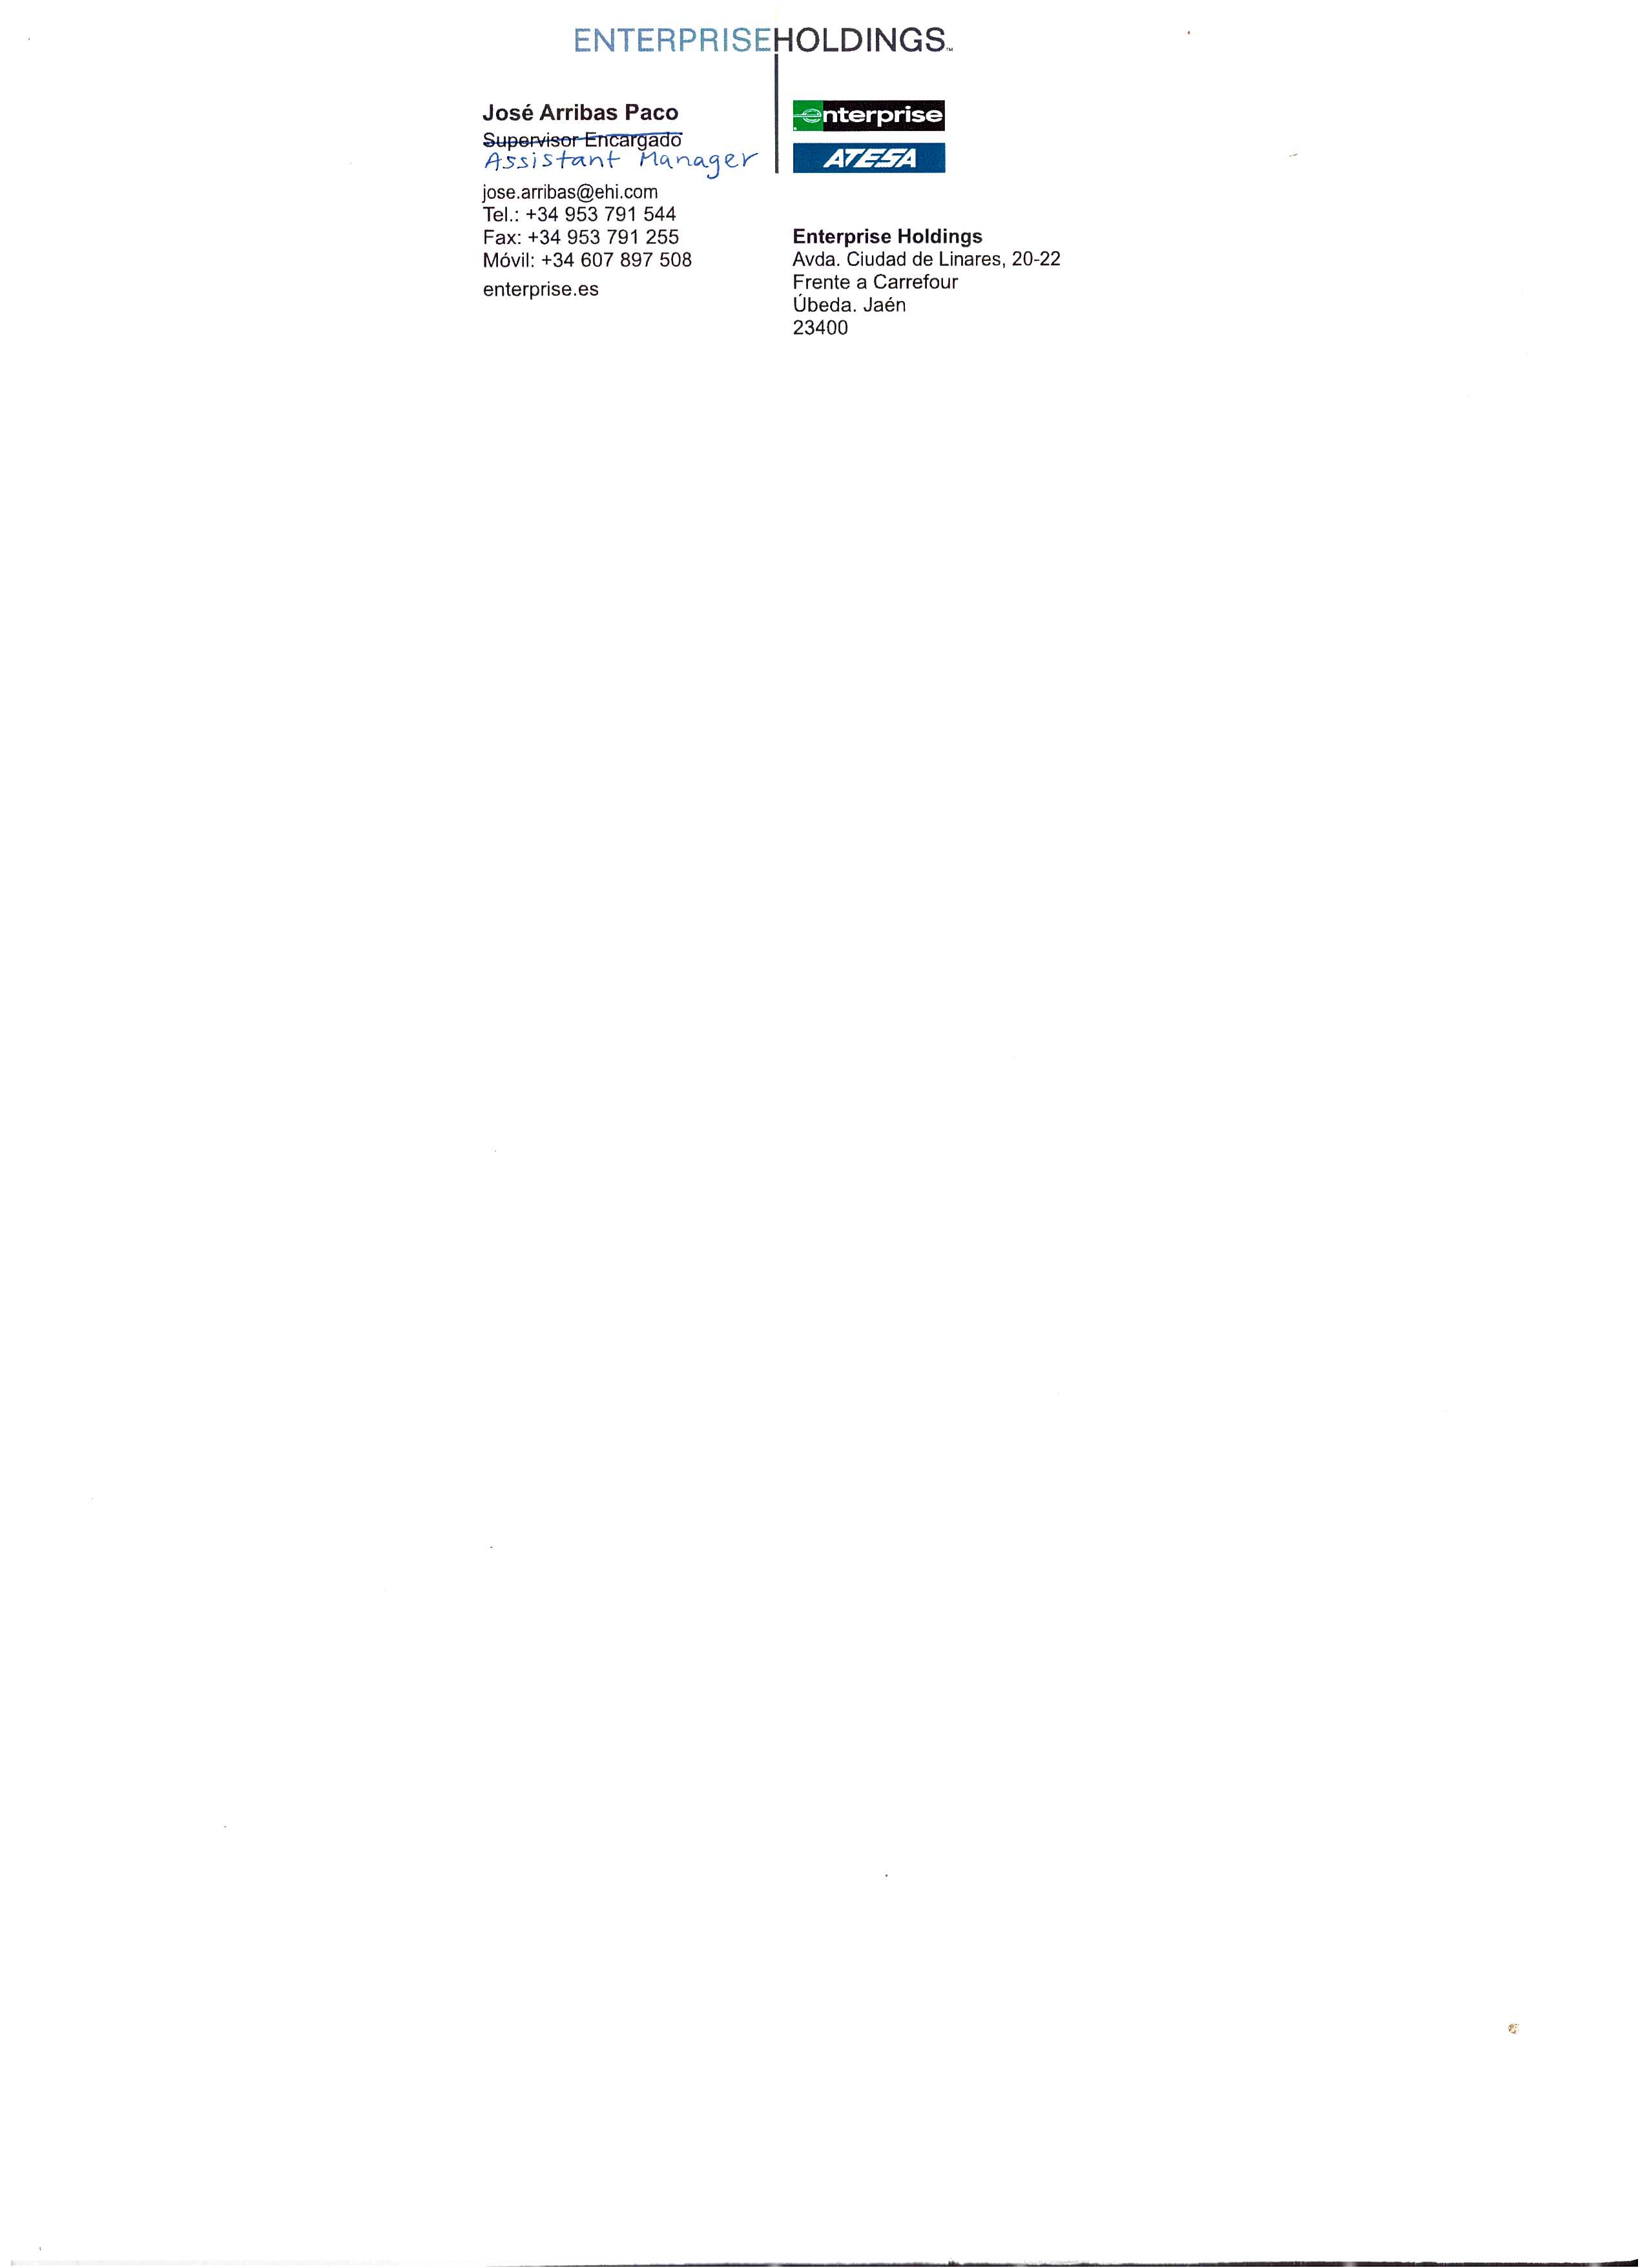 ENTERPRISEHOLDINGS™
José Arribas Paco
Supervisor Encargado
Assistant Manager
jose.arribas@ehi.com
Tel.: +34 953 791 544
Fax: +34 953 791 255
Móvil: +34 607 897 508
enterprise.es
enterprise
ATESA
Enterprise Holdings
Avda. Ciudad de Linares, 20-22
Frente a Carrefour
Úbeda. Jaén
23400